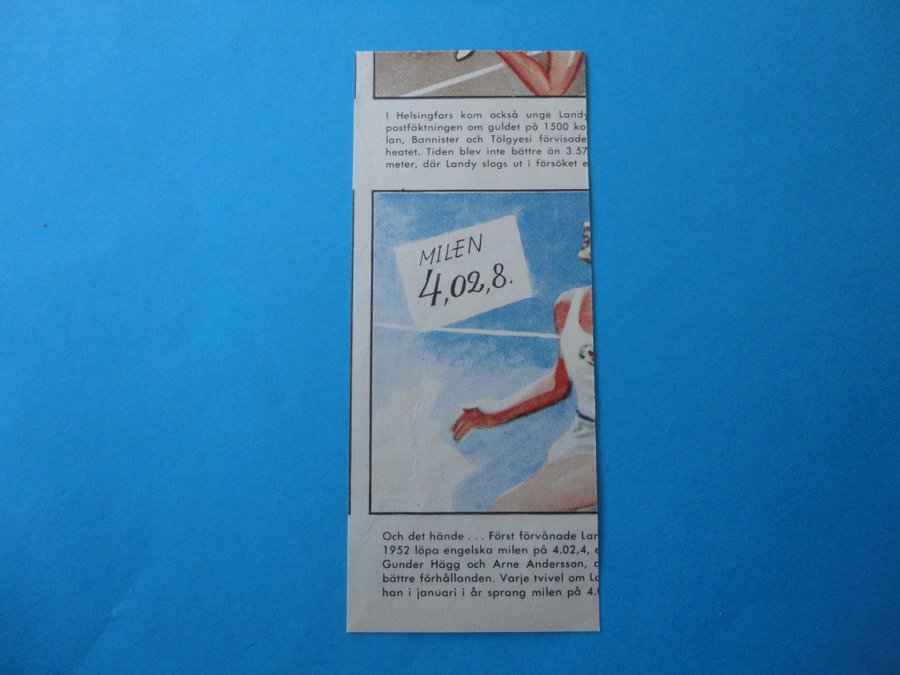 I Helsingfors kom också unge Landy
postfäktningen om guldet på 1500 ko
lan, Bannister och Tölgyesi förvisade
heatet. Tiden blev inte bättre än 3.57
meter, där Landy slogs ut i försöket e
MILEN
4,02,8.
Och det hände . . . Först förvånade Lan
1952 löpa engelska milen på 4.02,4, e
Gunder Hägg och Arne Andersson,
bättre förhållanden. Varje tvivel om La
han i januari i år sprang milen på 4.0